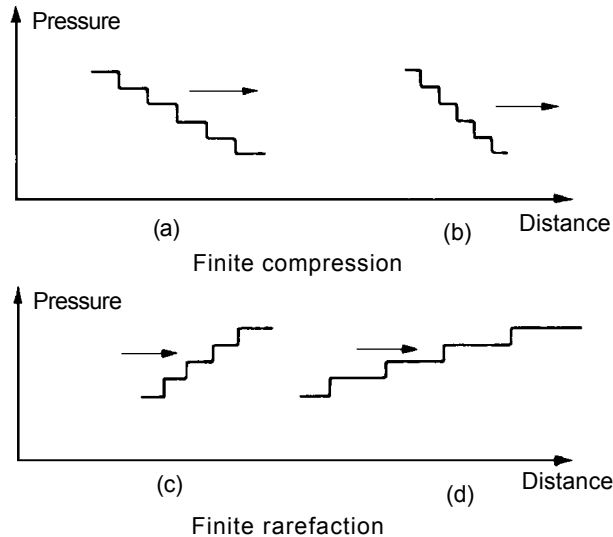 Pressure
(a)
(b)
Distance
Finite compression
Pressure
(c)
(d)
Distance
Finite rarefaction